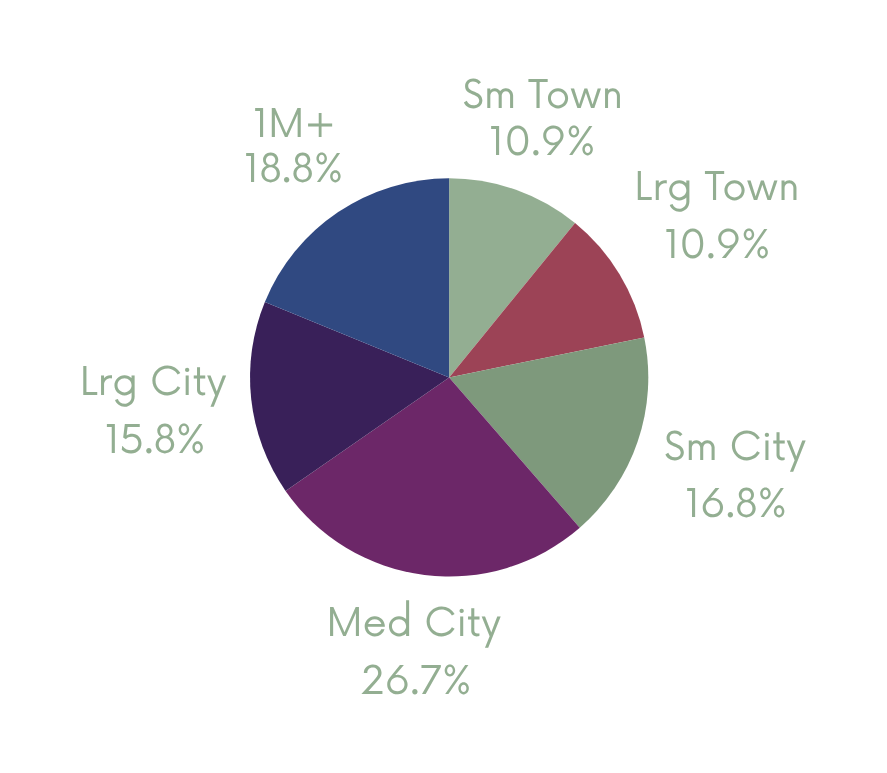 Sm Town
10.9%
Lrg Town
10.9%
Sm City
16.8%
Med City
26.7%
Lrg City
15.8%
1M+
18.8%